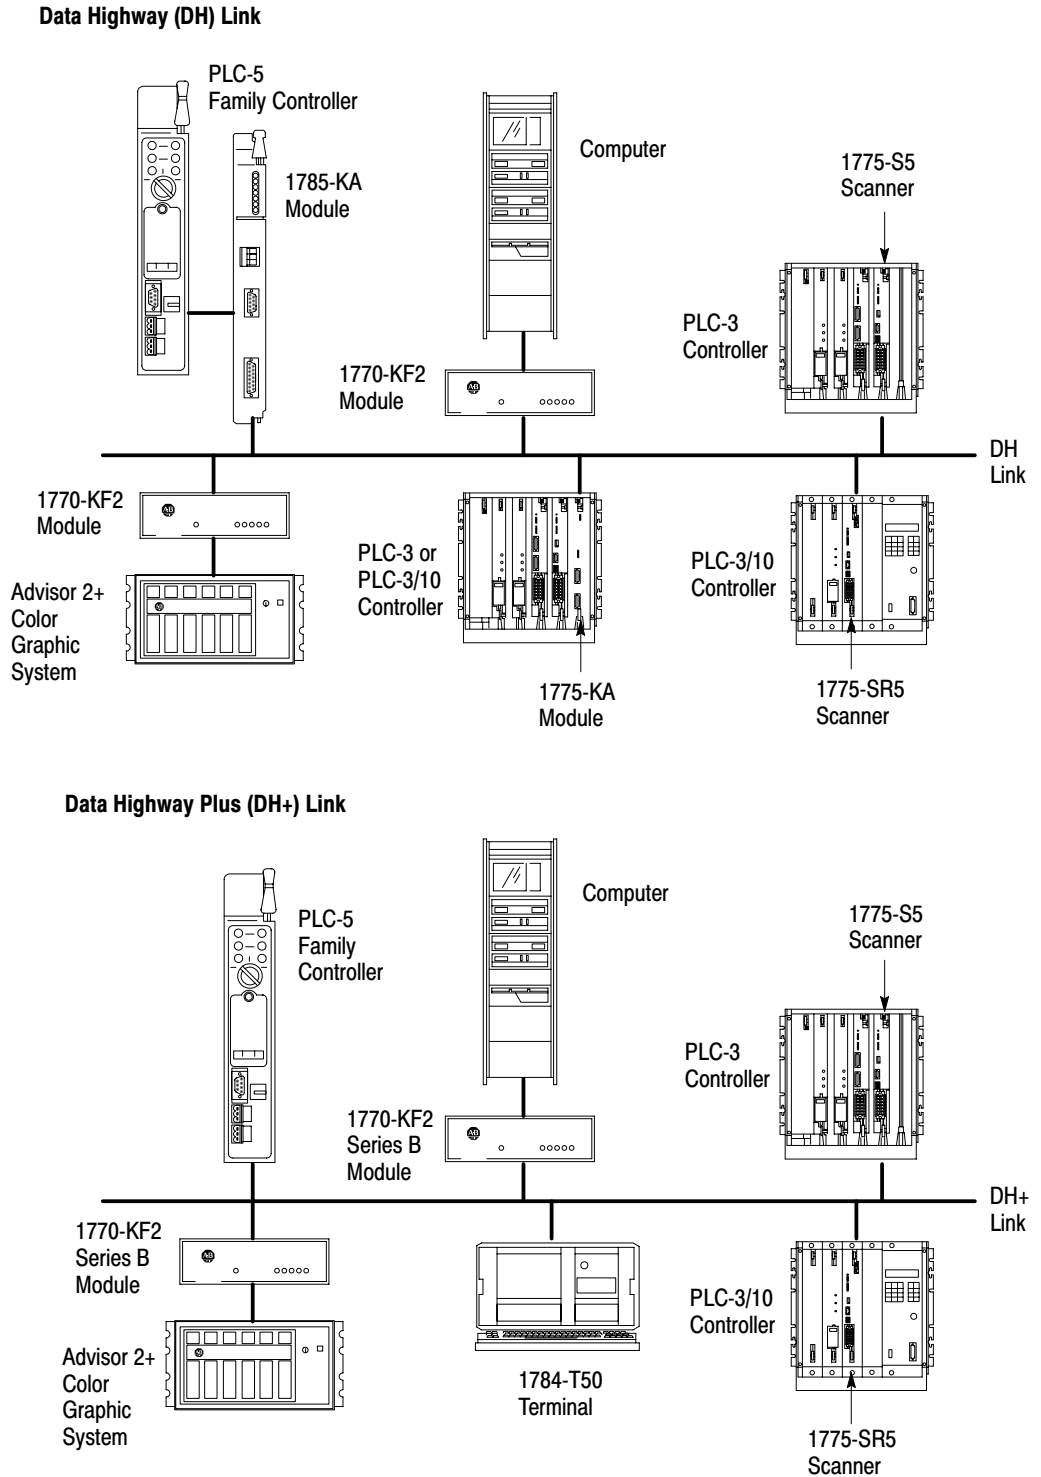 Data Highway (DH) Link
PLC-5
Family Controller
1785-KA
Module
Computer
1775-S5
Scanner
PLC-3
Controller
1770-KF2
Module
DH
Link
1770-KF2
Module
PLC-3 or
PLC-3/10
Controller
PLC-3/10
Controller
Advisor 2+
Color
Graphic
System
1775-KA
Module
1775-SR5
Scanner
Data Highway Plus (DH+) Link
PLC-5
Family
Controller
Computer
1775-S5
Scanner
PLC-3
Controller
1770-KF2
Series B
Module
DH+
Link
1770-KF2
Series B
Module
PLC-3/10
Controller
Advisor 2+
Color
Graphic
System
1784-T50
Terminal
1775-SR5
Scanner